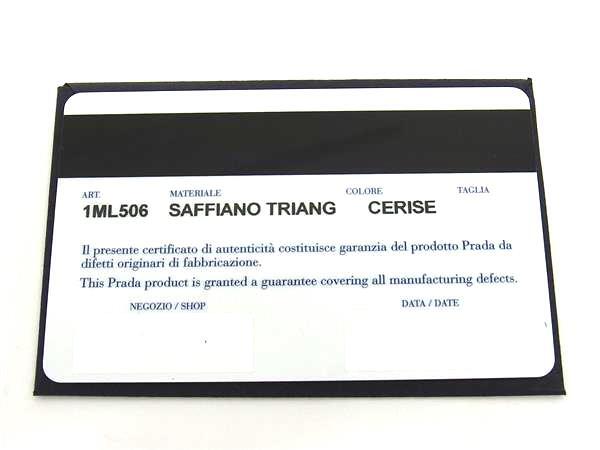 ART. MATERIALE COLORE TAGLIA
1ML506 SAFFIANO TRIANG CERISE
Il presente certificato di autenticità costituisce garanzia del prodotto Prada da
difetti originari di fabbricazione.
This Prada product is granted a guarantee covering all manufacturing defects.
NEGOZIO / SHOP DATA / DATE